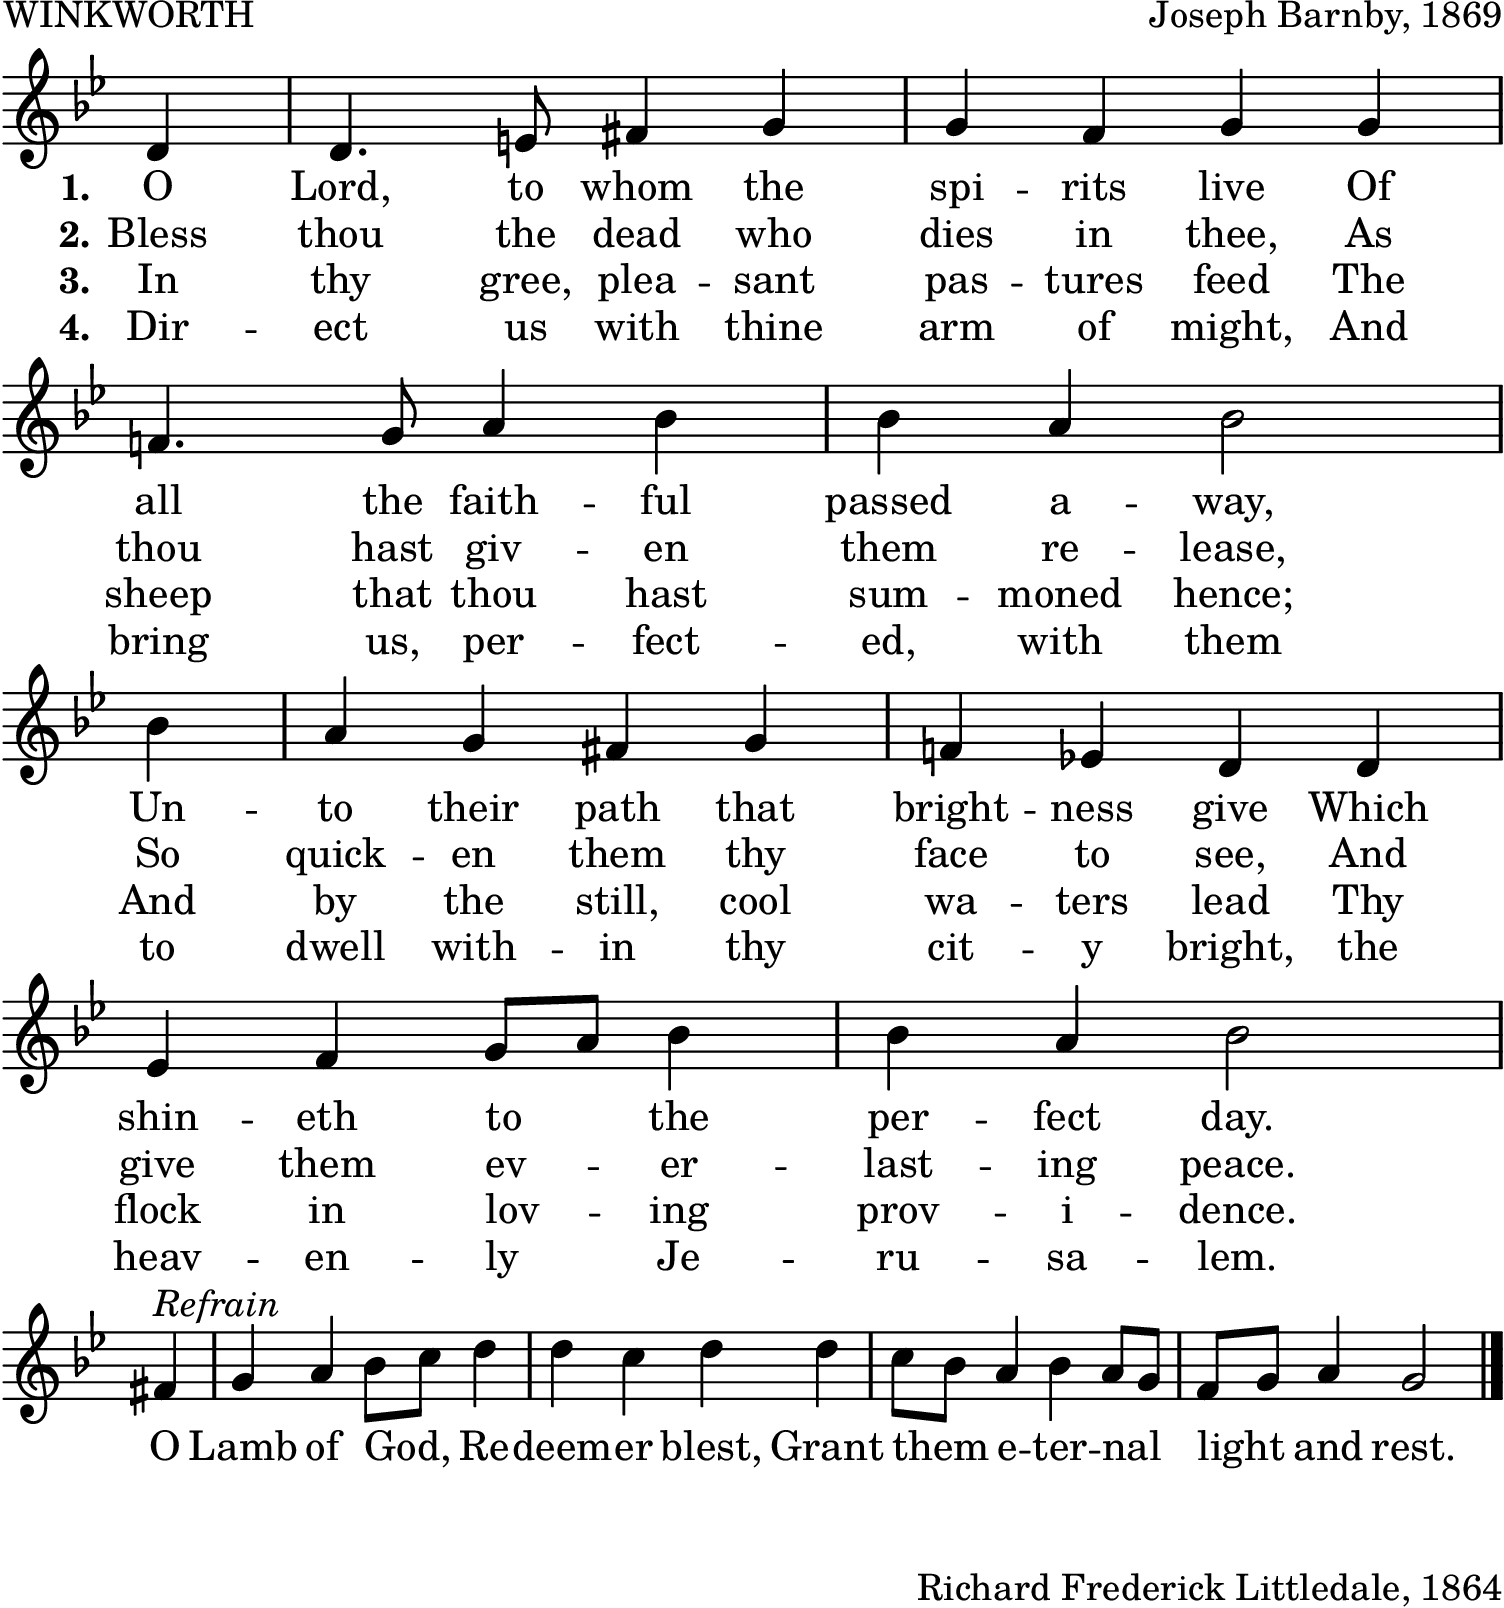 WINKWORTH
Joseph Barnby, 1869
1. O Lord, to whom the spi -- rits live Of
2. Bless thou the dead who dies in thee, As
3. In thy gree, plea -- sant pas -- tures feed The
4. Dir -- ect us with thine arm of might, And
all the faith -- ful passed a -- way,
thou hast giv -- en them re -- lease,
sheep that thou hast sum -- moned hence;
bring us, per -- fect -- ed, with them
Un -- to their path that bright -- ness give Which
So quick -- en them thy face to see, And
And by the still, cool wa -- ters lead Thy
to dwell with -- in thy cit -- y bright, the
shin -- eth to the per -- fect day.
give them ev -- er -- last -- ing peace.
flock in lov -- ing prov -- i -- dence.
heav -- en -- ly Je -- ru -- sa -- lem.
Refrain
O Lamb of God, Redeemer blest, Grant them e -- ter -- nal light and rest.
Richard Frederick Littledale, 1864